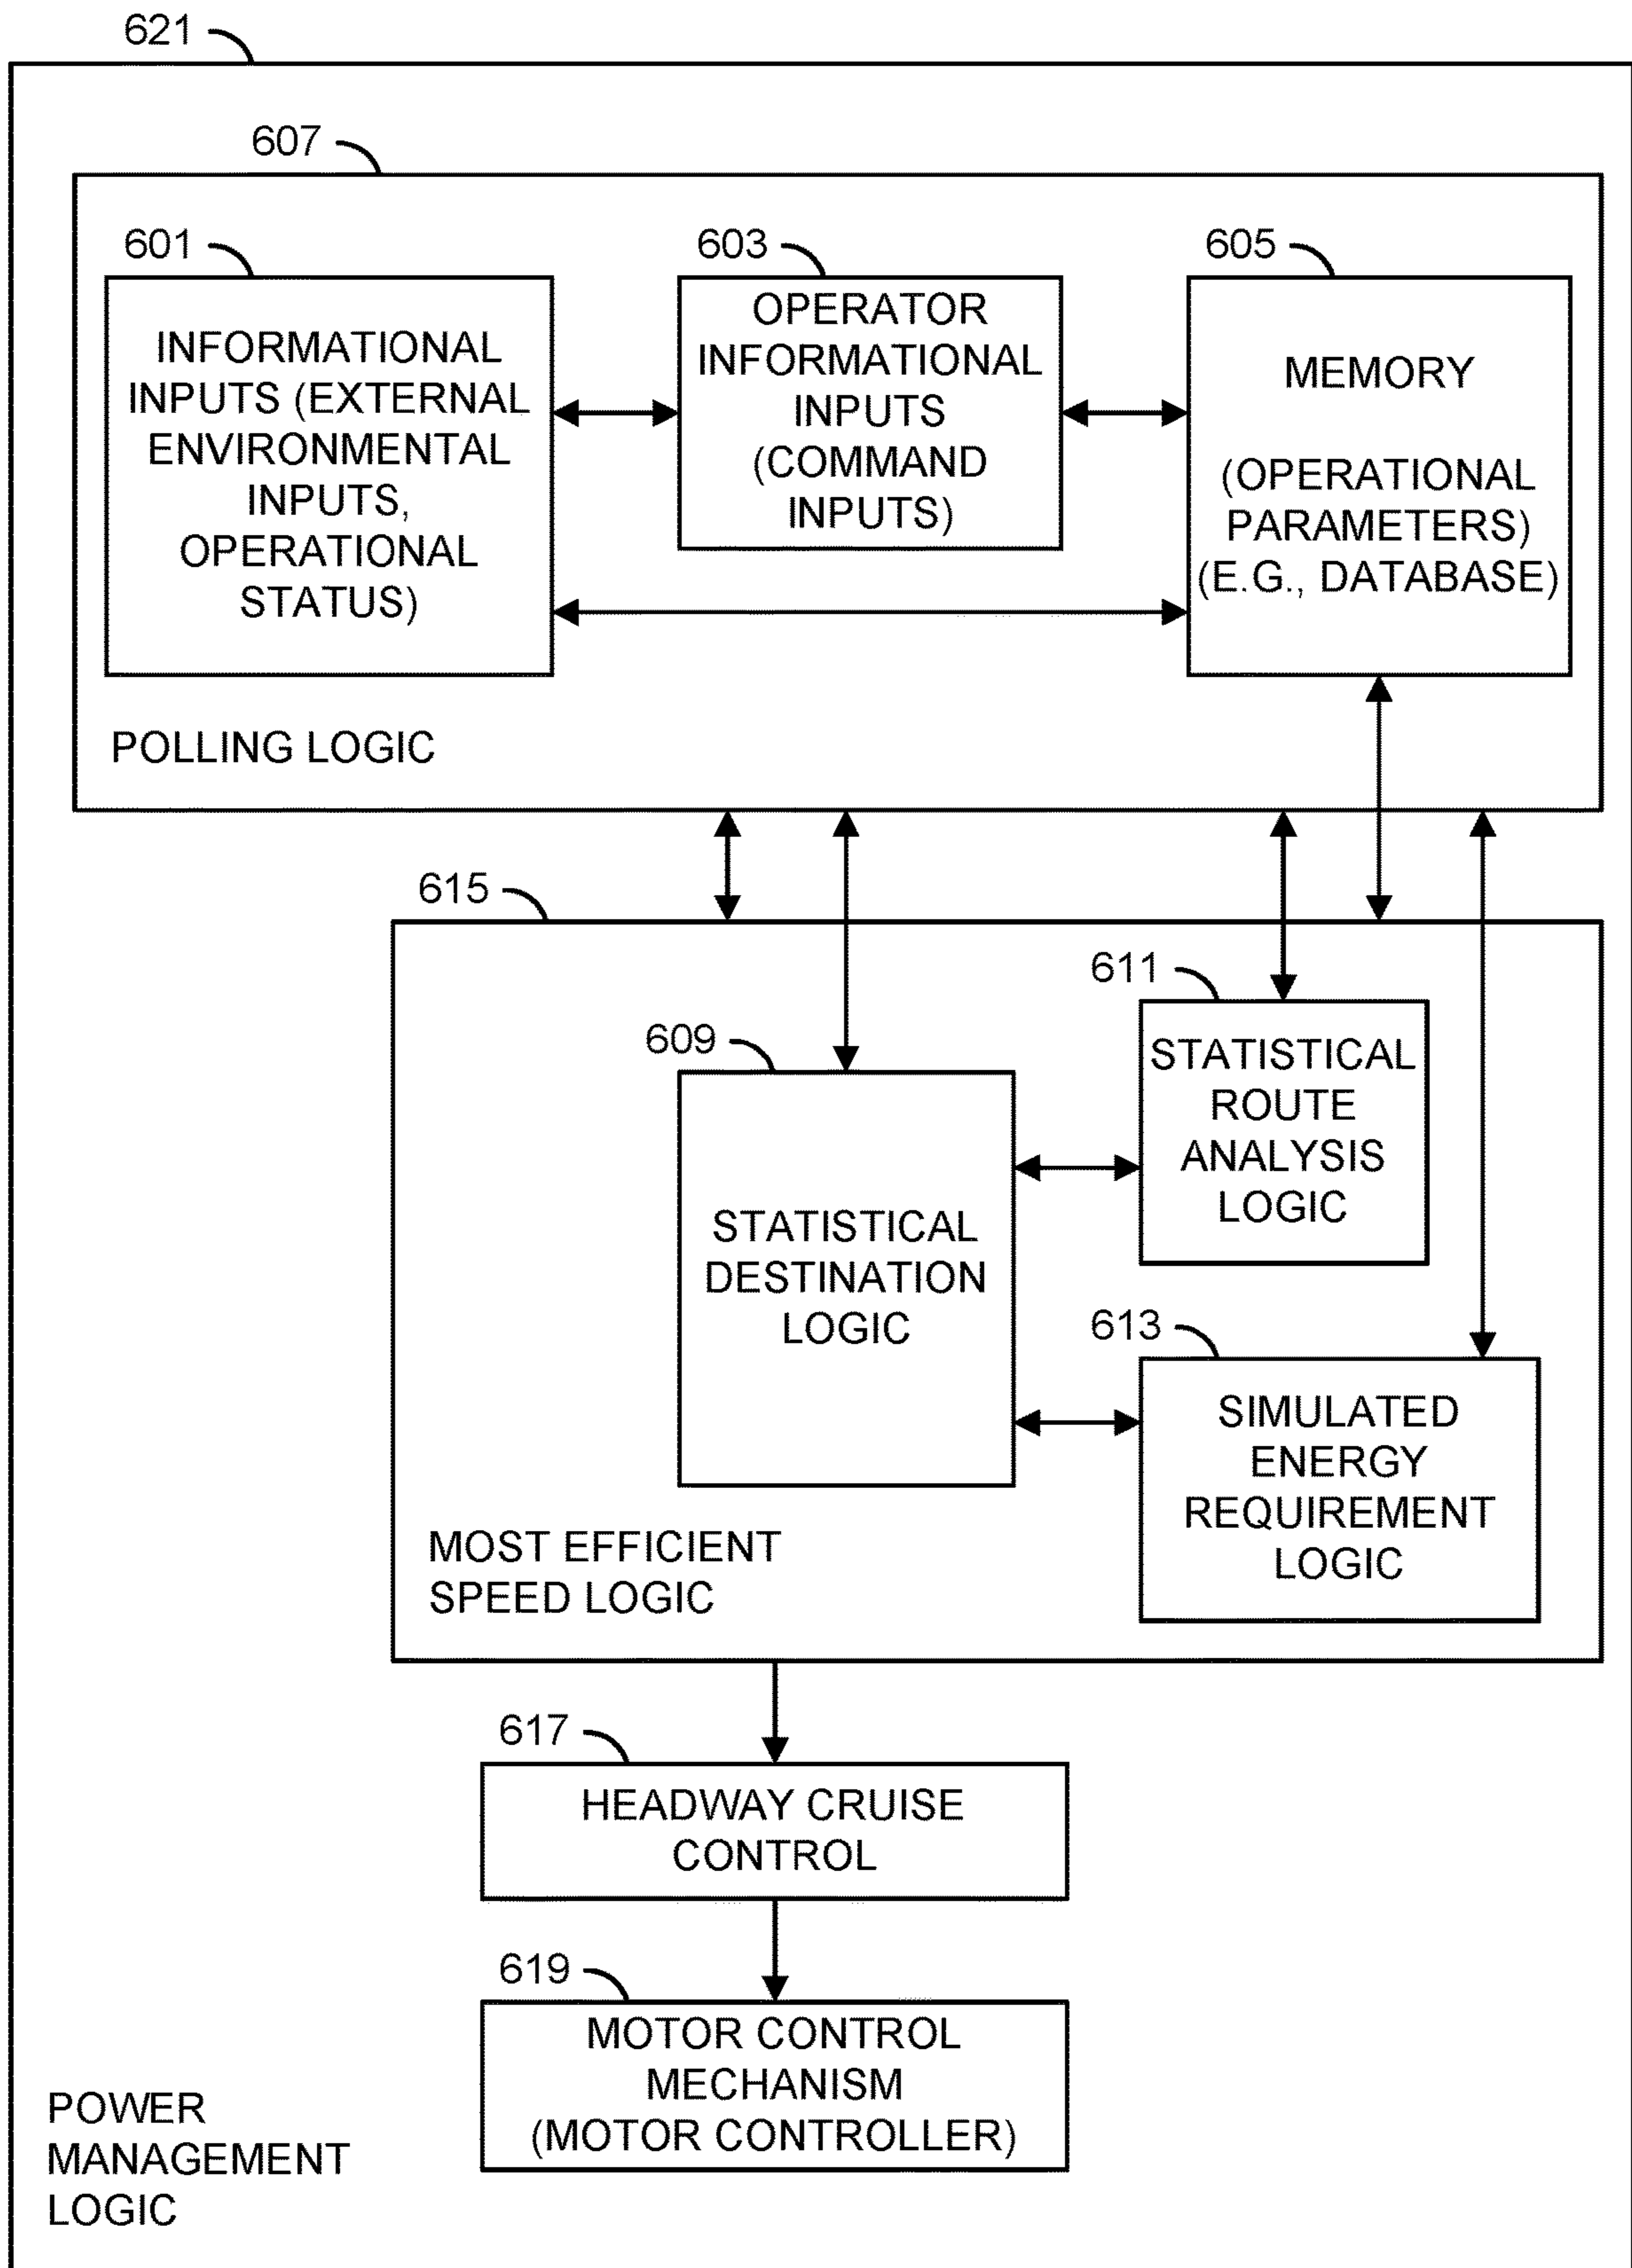 621
607
601
603
605
INFORMATIONAL
INPUTS (EXTERNAL
ENVIRONMENTAL
INPUTS,
OPERATIONAL
STATUS)
OPERATOR
INFORMATIONAL
INPUTS
(COMMAND
INPUTS)
MEMORY
(OPERATIONAL
PARAMETERS)
(E.G., DATABASE)
POLLING LOGIC
615
611
609
STATISTICAL
ROUTE
ANALYSIS
LOGIC
STATISTICAL
DESTINATION
LOGIC
613
SIMULATED
ENERGY
REQUIREMENT
LOGIC
MOST EFFICIENT
SPEED LOGIC
617
HEADWAY CRUISE
CONTROL
619
MOTOR CONTROL
MECHANISM
(MOTOR CONTROLLER)
POWER
MANAGEMENT
LOGIC